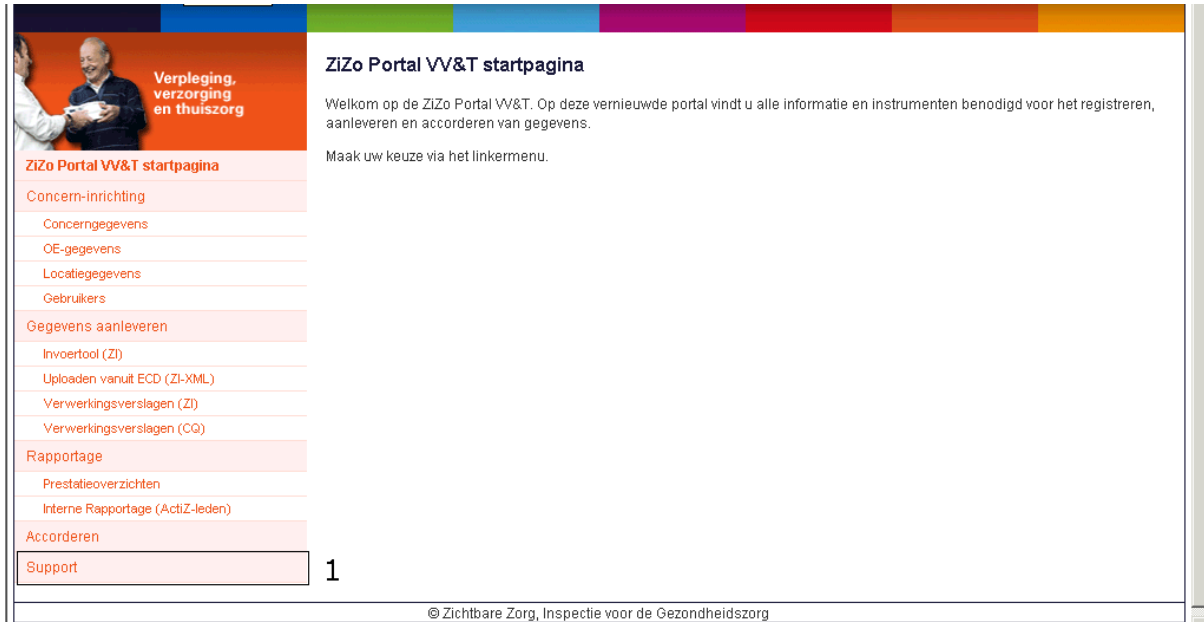 Verpleging,
verzorging
en thuiszorg
ZiZo Portal VV&T startpagina
Concern-inrichting
Concerngegevens
OE-gegevens
Locatiegegevens
Gebruikers
Gegevens aanleveren
Invoertool (ZI)
Uploaden vanuit ECD (ZI-XML)
Verwerkingsverslagen (ZI)
Verwerkingsverslagen (CQ)
Rapportage
Prestatieoverzichten
Interne Rapportage (ActiZ-leden)
Accorderen
Support
1
ZiZo Portal VV&T startpagina
Welkom op de ZiZo Portal VV&T. Op deze vernieuwde portal vindt u alle informatie en instrumenten benodigd voor het registreren,
aanleveren en accorderen van gegevens.
Maak uw keuze via het linkermenu.
© Zichtbare Zorg, Inspectie voor de Gezondheidszorg